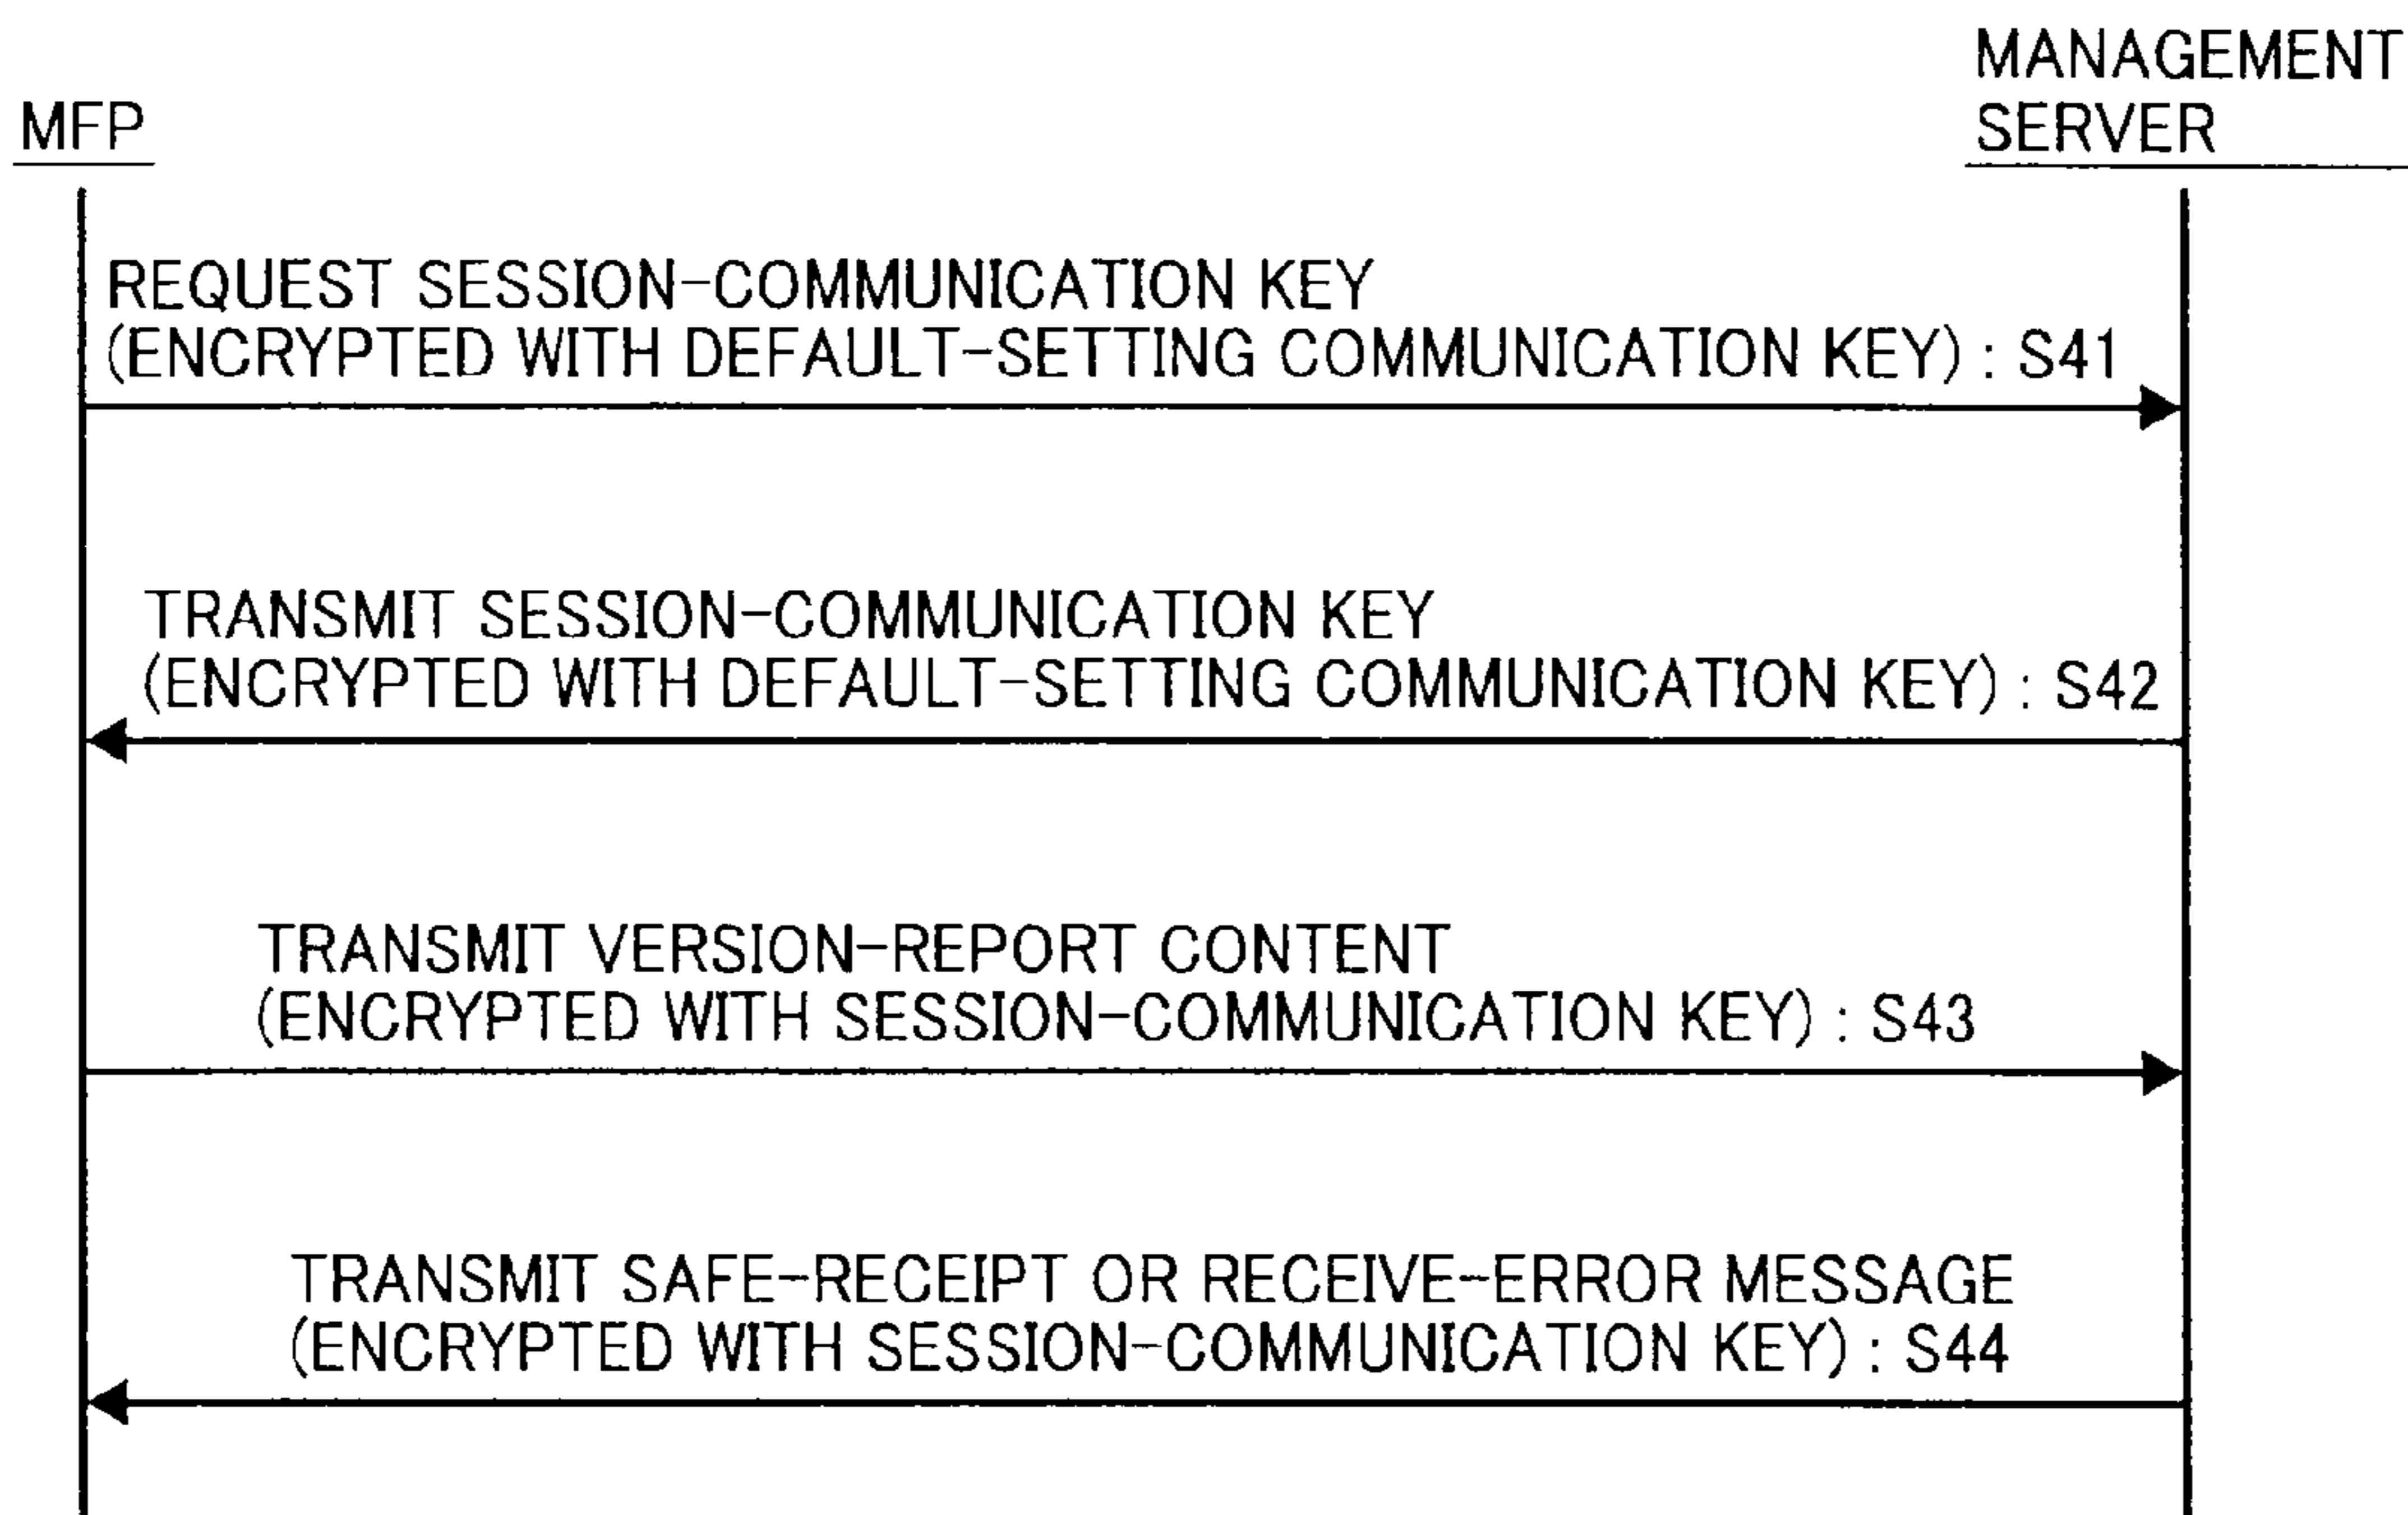 MFP
MANAGEMENT
SERVER
REQUEST SESSION-COMMUNICATION KEY
(ENCRYPTED WITH DEFAULT-SETTING COMMUNICATION KEY) : S41
TRANSMIT SESSION-COMMUNICATION KEY
(ENCRYPTED WITH DEFAULT-SETTING COMMUNICATION KEY) : S42
TRANSMIT VERSION-REPORT CONTENT
(ENCRYPTED WITH SESSION-COMMUNICATION KEY) : S43
TRANSMIT SAFE-RECEIPT OR RECEIVE-ERROR MESSAGE
(ENCRYPTED WITH SESSION-COMMUNICATION KEY) : S44